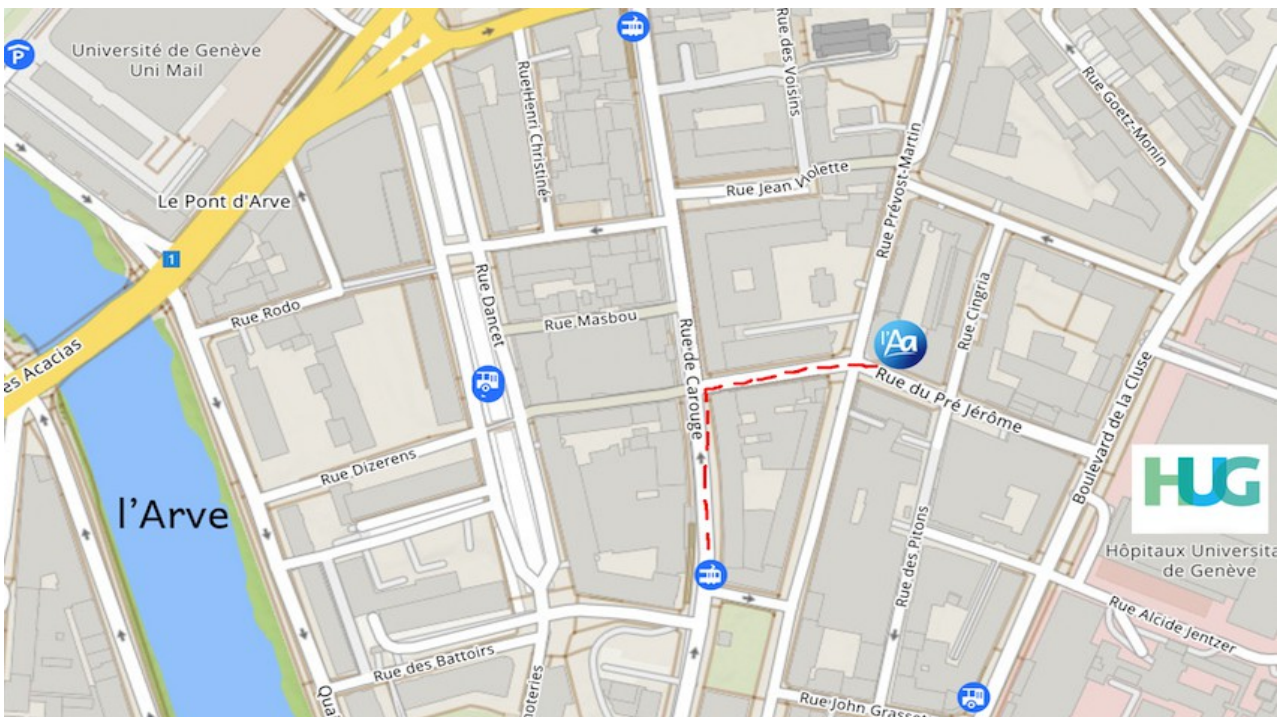 Université de Genève
Uni Mail
P
Rue Henri Christiné
Rue des Voisins
Rue Goetz-Monin
Rue Jean Violette
Rue Prévost-Martin
Le Pont d'Arve
1
Rue Rodo
Rue Dancet
Rue Masbou
Rue de Carouge
l'Aa
Rue Cingria
Rue du Pré Jérôme
Boulevard de la Cluse
es Acacias
Rue Dizerens
l'Arve
HUG
Hôpitaux Universita
de Genève
Rue des Pitons
Rue Alcide Jentzer
Rue des Battoirs
Qua
noteries
Rue John Grasset